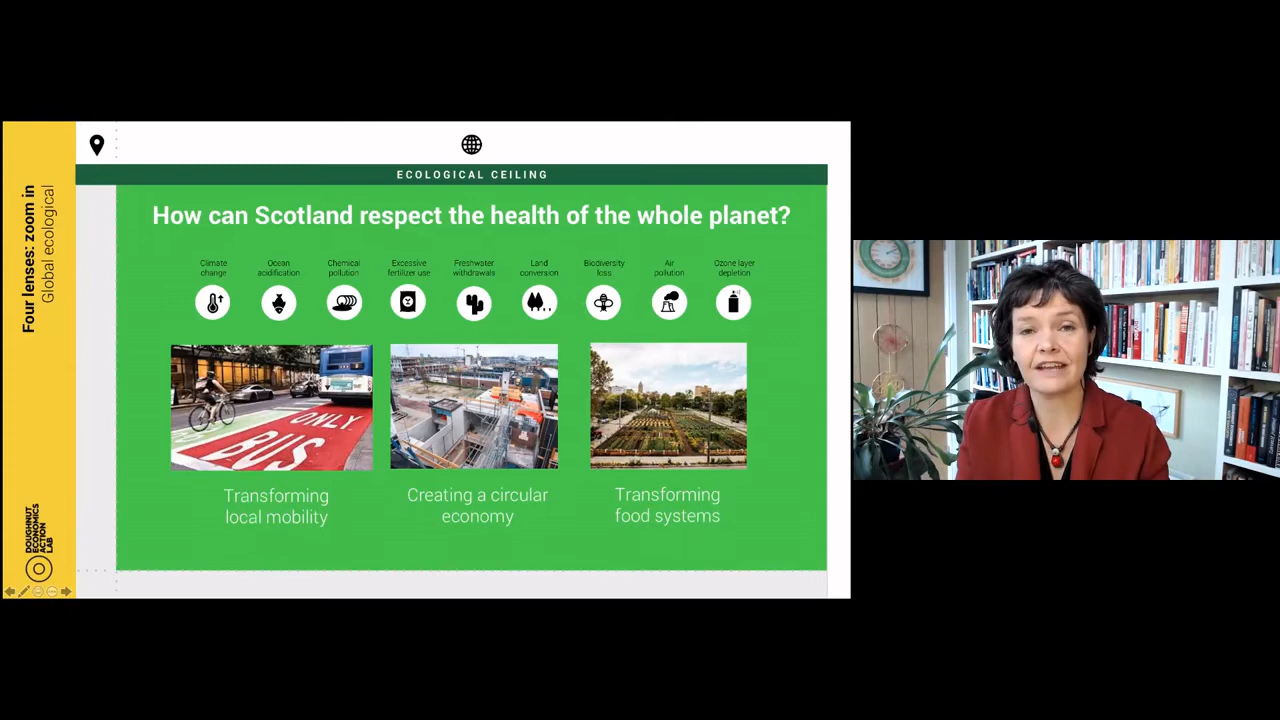 Four lenses: zoom in
Global ecological
DOUGHNUT
ECONOMICS
ACTION
LAB
ECOLOGICAL CEILING
How can Scotland respect the health of the whole planet?
Climate
change
Ocean
acidification
Chemical
pollution
Excessive
fertilizer use
Freshwater
withdrawals
Land
conversion
Biodiversity
loss
Air
pollution
Ozone layer
depletion
ONLY
BUS
Transforming
local mobility
Creating a circular
economy
Transforming
food systems